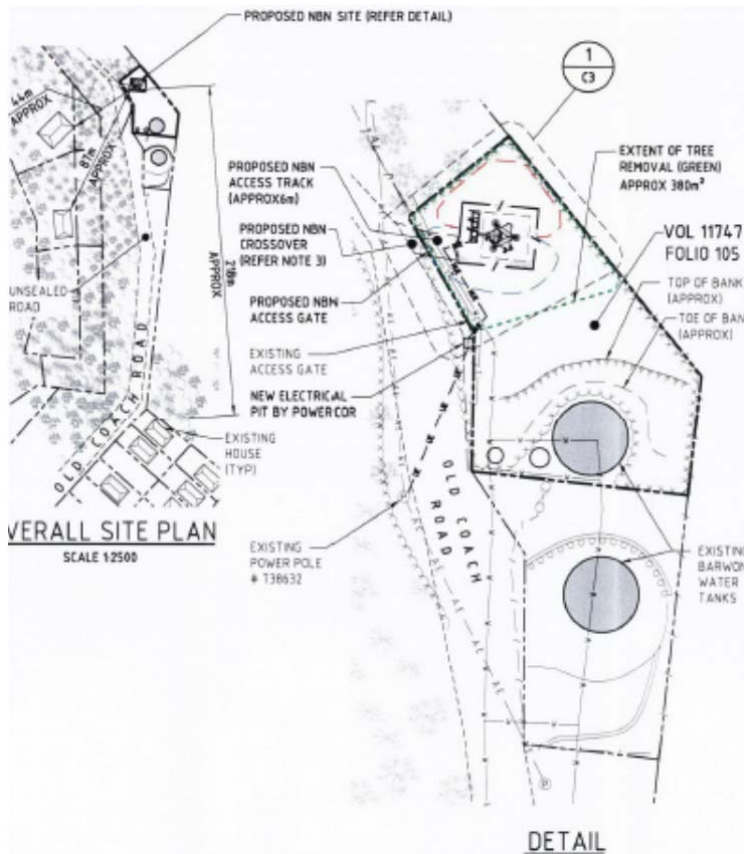 PROPOSED NBN SITE (REFER DETAIL)
44m
APPROX
87m
APPROX
218m
APPROX
UNSEALED
ROAD
OLD COACH ROAD
EXISTING
HOUSE
(TYP)
VERALL SITE PLAN
SCALE 1:2500
1
C3
PROPOSED NBN
ACCESS TRACK
(APPROX6m)
PROPOSED NBN
CROSSOVER
(REFER NOTE 3)
PROPOSED NBN
ACCESS GATE
EXISTING
ACCESS GATE
NEW ELECTRICAL
PIT BY POWERCOR
EXISTING
POWER POLE
# T38632
OLD COACH
ROAD
EXTENT OF TREE
REMOVAL (GREEN)
APPROX 380m²
VOL 11747
FOLIO 105
TOP OF BANK
(APPROX)
TOE OF BAN
(APPROX)
EXISTING
BARWON
WATER
TANKS
P
DETAIL